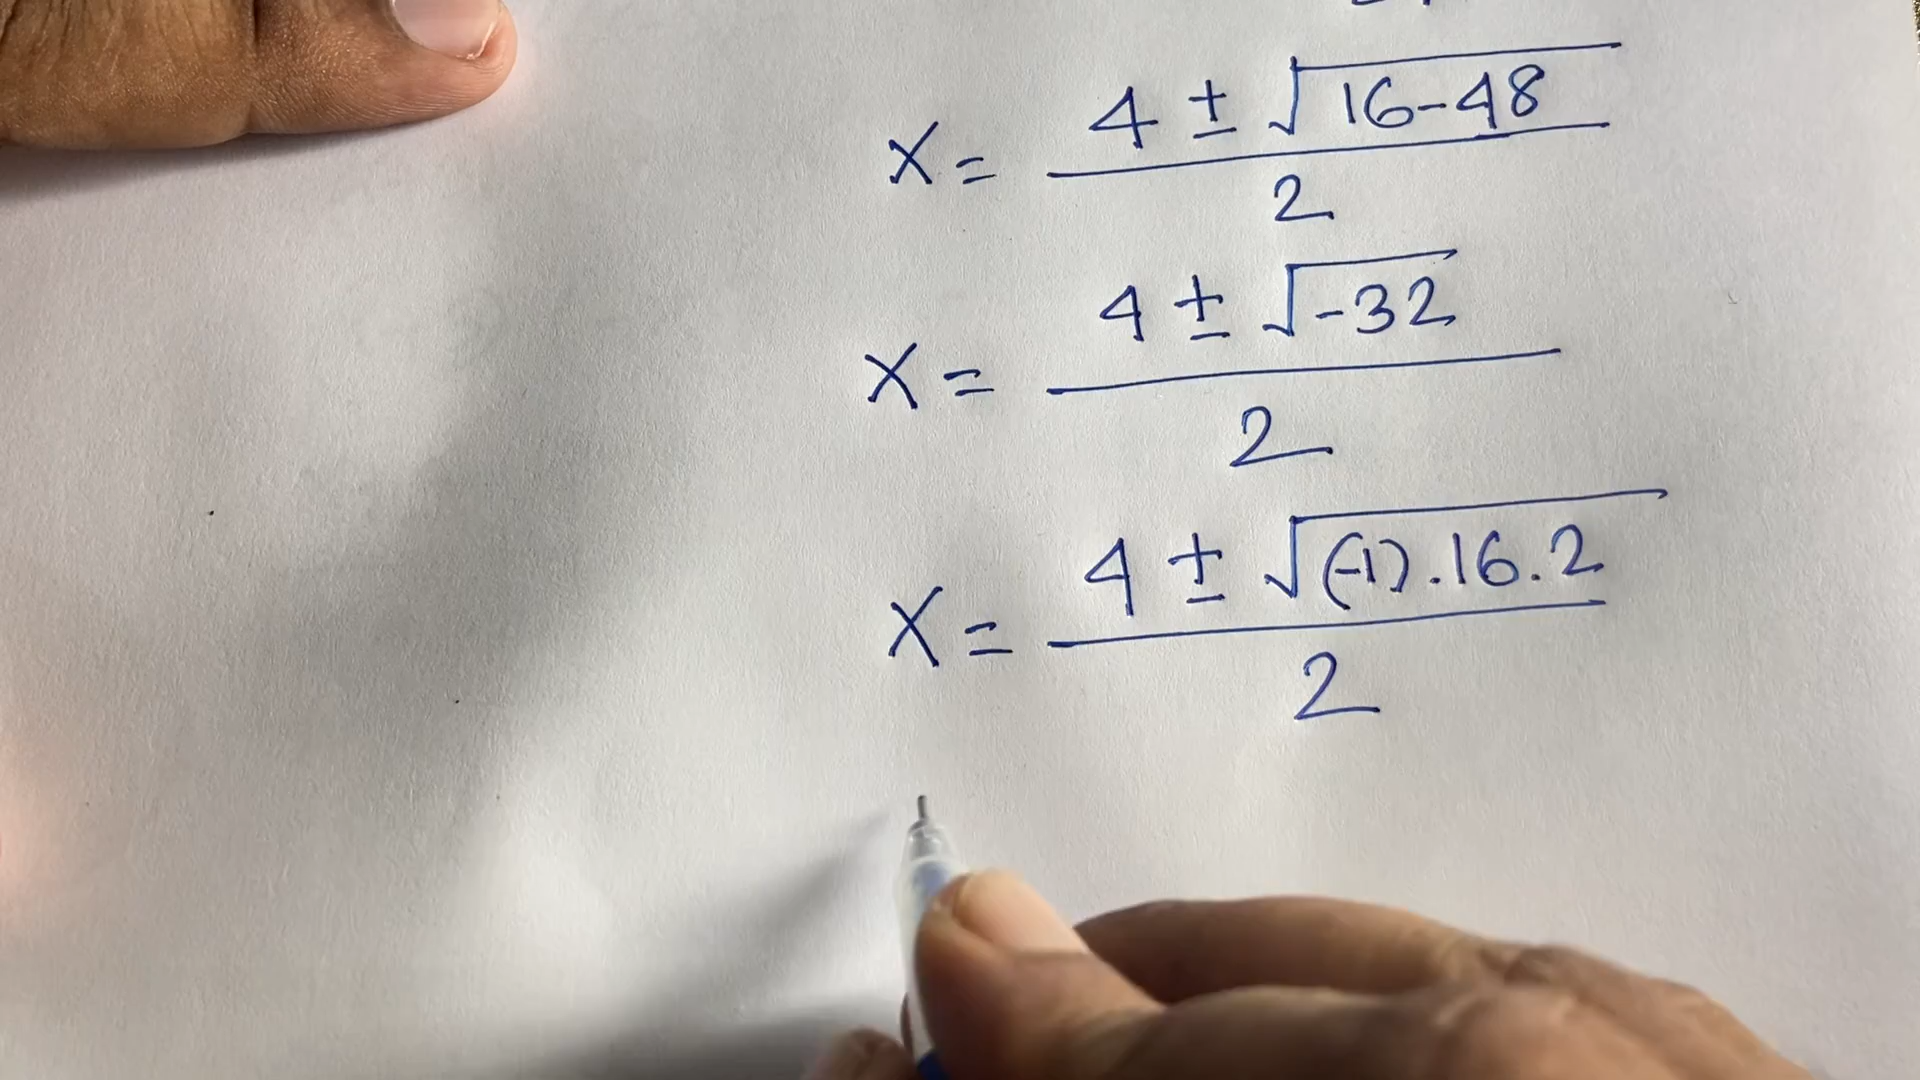 x = (4 ± √(16-48)) / 2
x = (4 ± √(-32)) / 2
x = (4 ± √((-1).16.2)) / 2